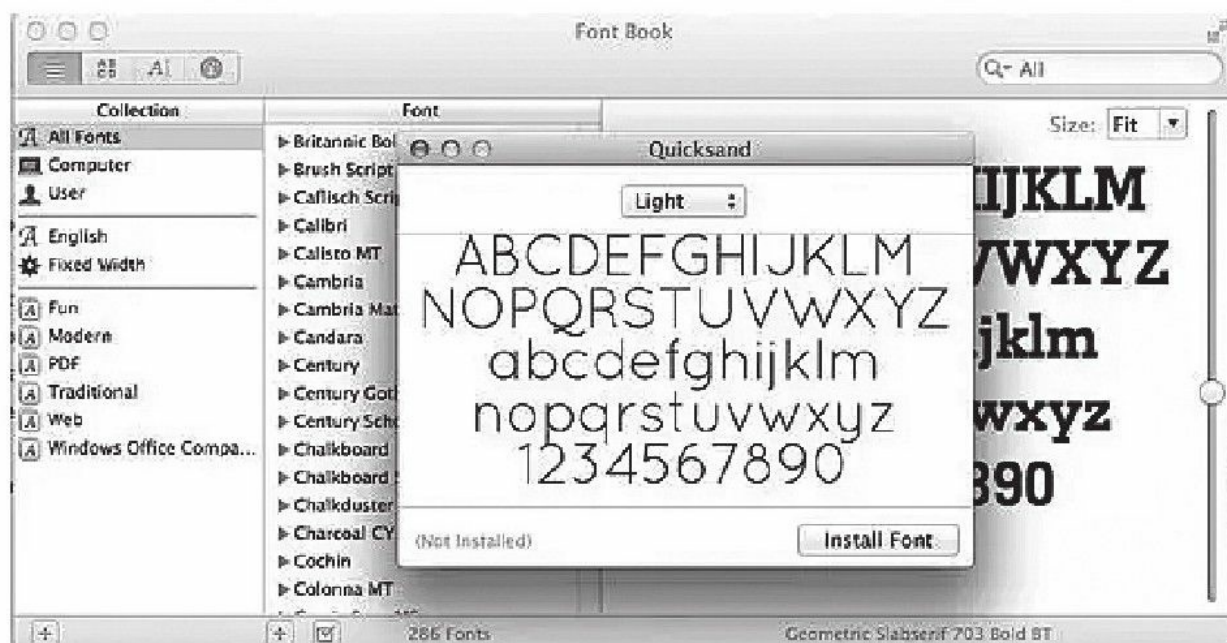 Font Book
All
Collection
Font
All Fonts
Computer
User
English
Fixed Width
Fun
Modern
PDF
Traditional
Web
Windows Office Compa...
Britannic Bol
Brush Script
Caflisch Scri
Calibri
Calisto MT
Cambria
Cambria Mat
Candara
Century
Century Goth
Century Scho
Chalkboard
Chalkboard S
Chalkduster
Charcoal CY
Cochin
Colonna MT
Quicksand
Light
ABCDEFGHIJKLM
NOPQRSTUVWXYZ
abcdefghijklm
nopqrstuvwxyz
1234567890
(Not Installed)
Install Font
Size: Fit
IJKLM
VWXYZ
jklm
wxyz
890
286 Fonts
Geometric Slabserif 703 Bold BT